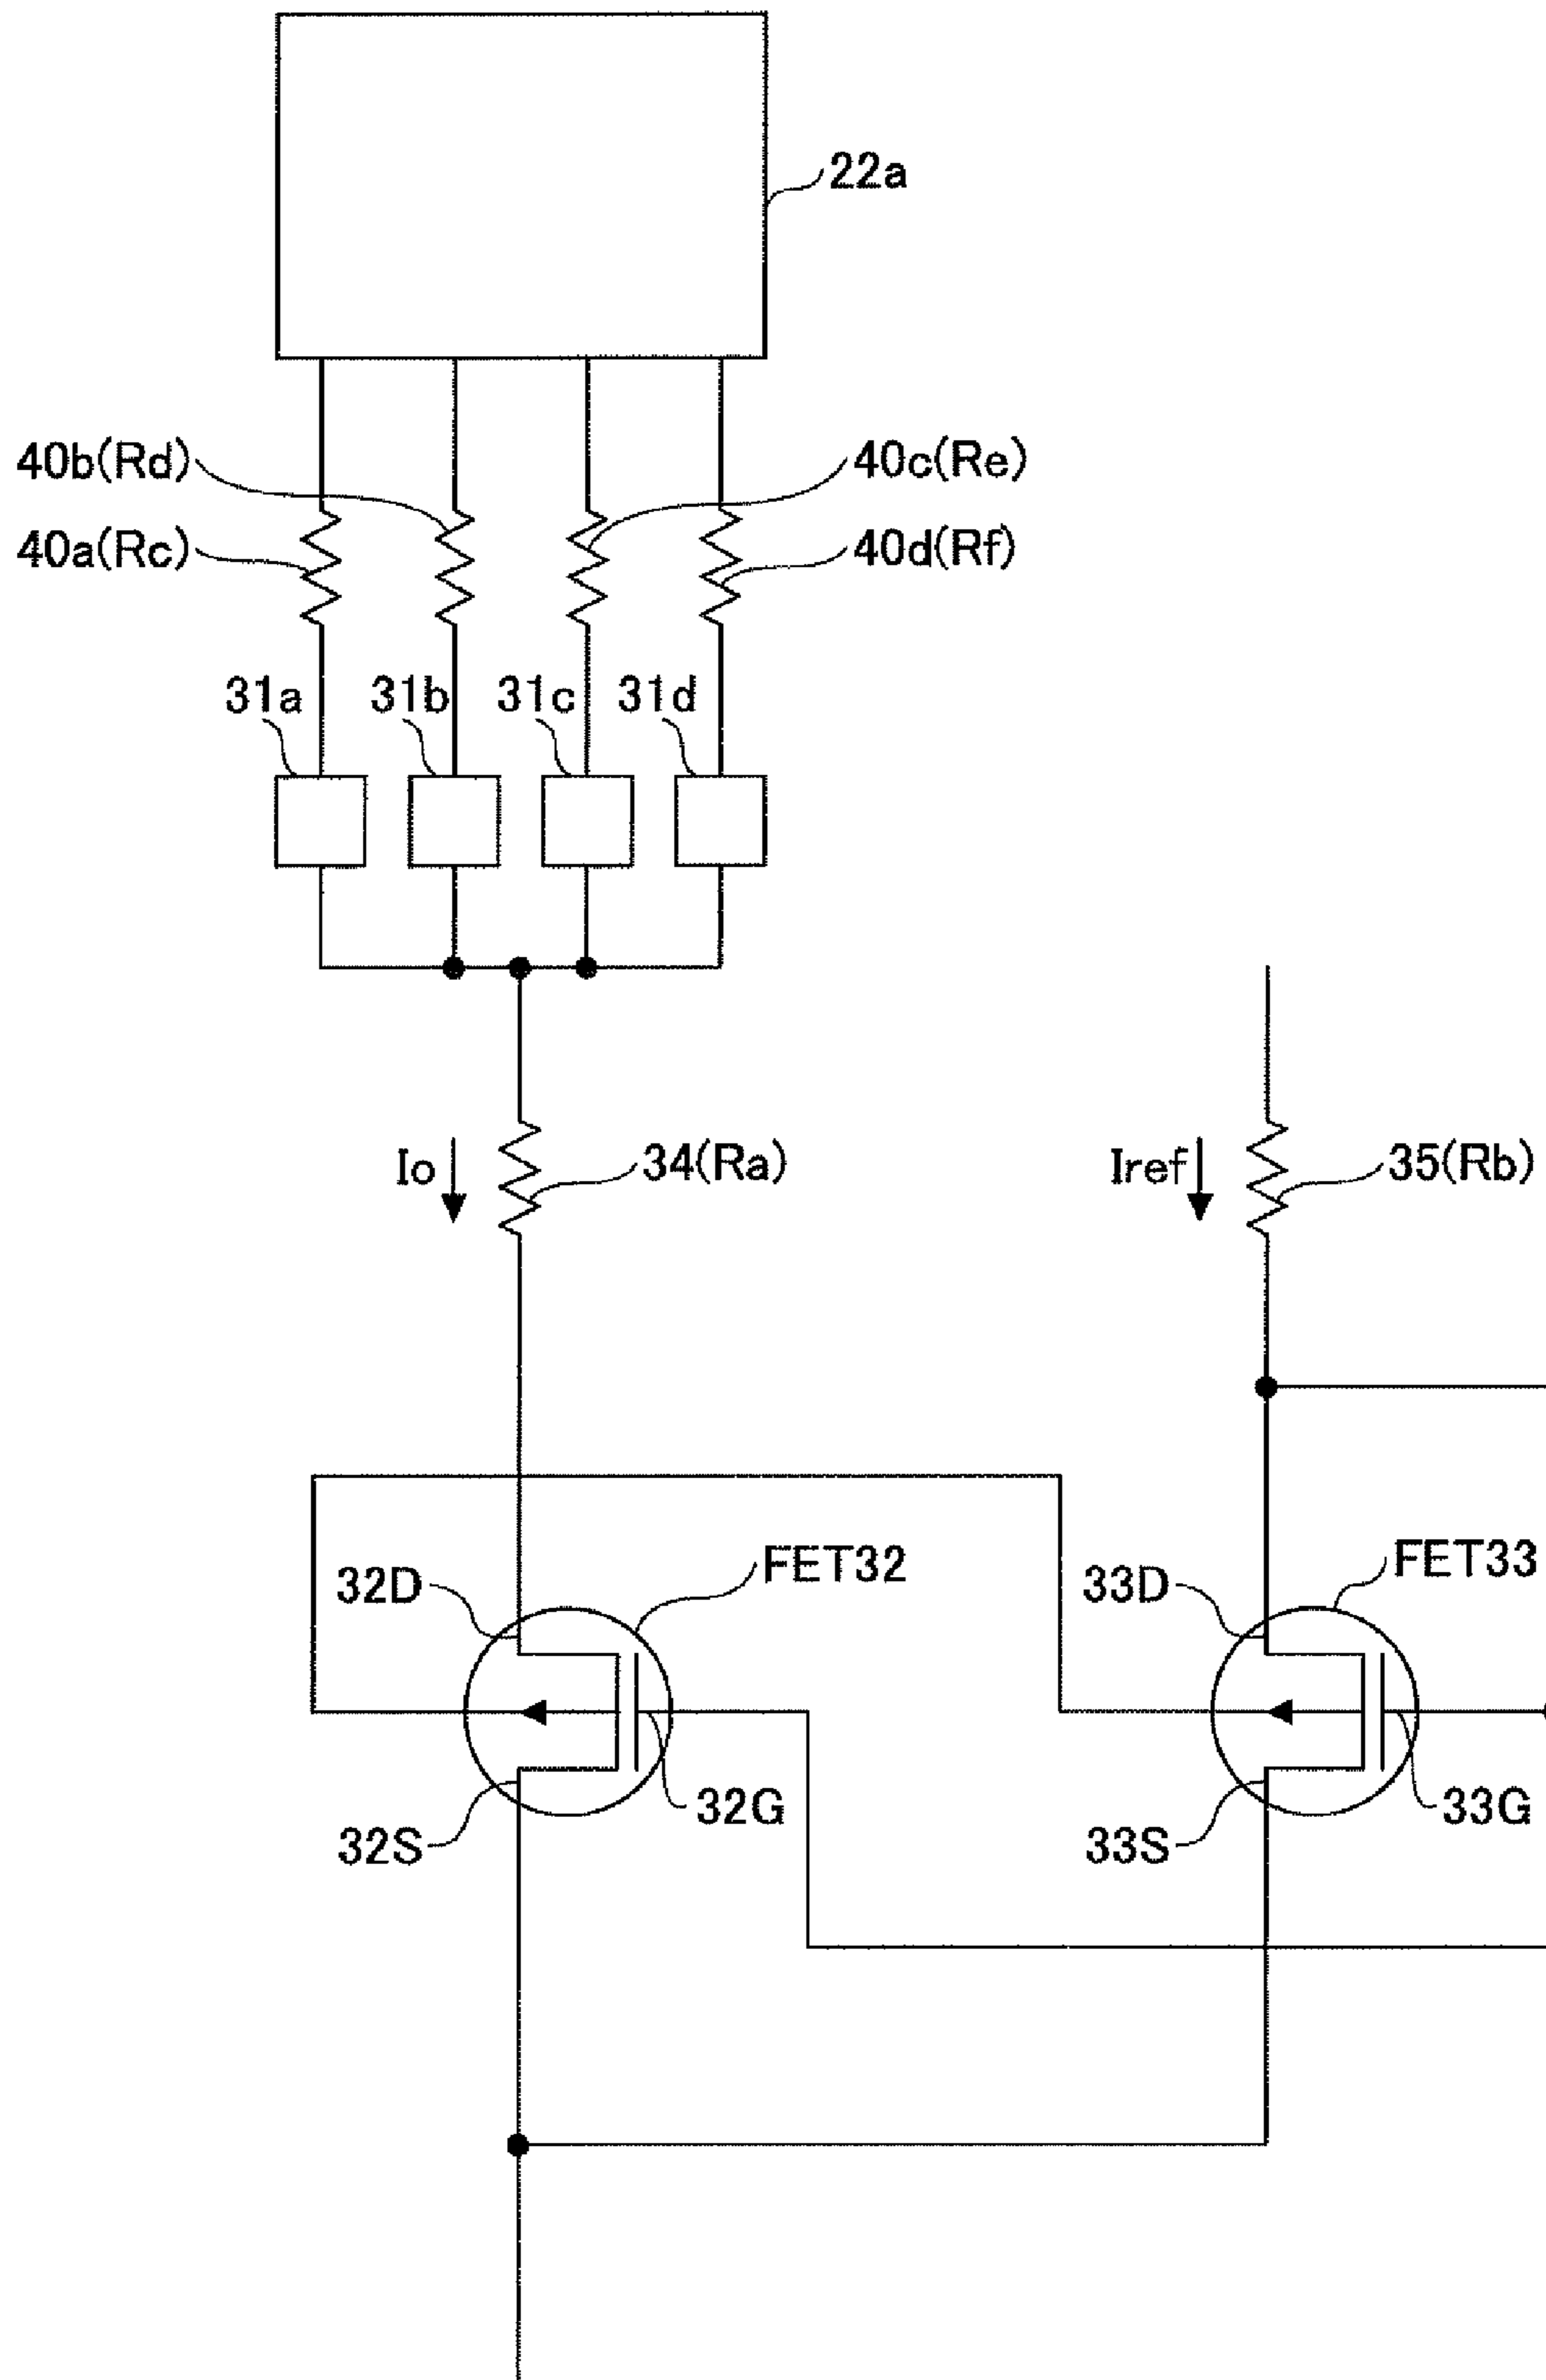 22a
40b(Rd)
40c(Re)
40a(Rc)
40d(Rf)
31a
31b
31c
31d
Io
34(Ra)
Iref
35(Rb)
32D
FET32
33D
FET33
32S
32G
33S
33G